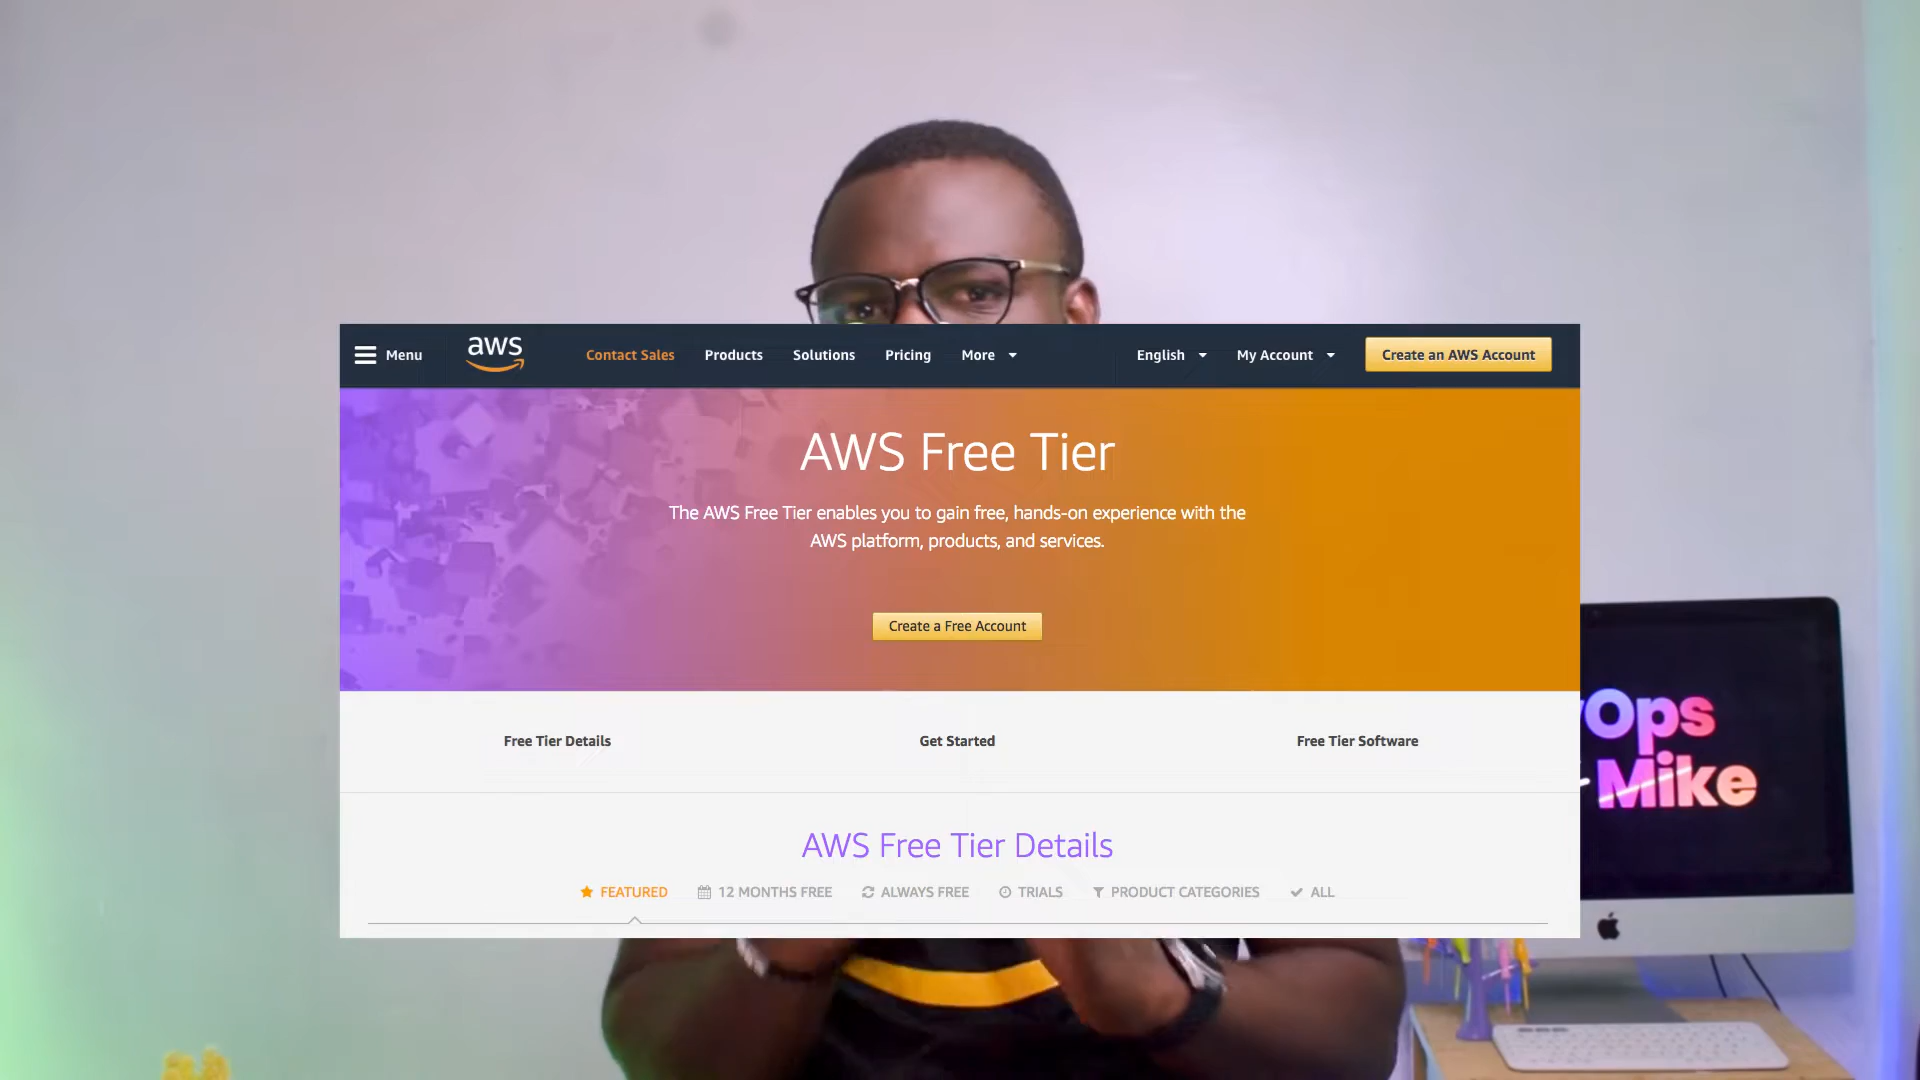 Menu
aws
Contact Sales
Products
Solutions
Pricing
More
English
My Account
Create an AWS Account
AWS Free Tier
The AWS Free Tier enables you to gain free, hands-on experience with the
AWS platform, products, and services.
Create a Free Account
Free Tier Details
Get Started
Free Tier Software
AWS Free Tier Details
FEATURED
12 MONTHS FREE
ALWAYS FREE
TRIALS
PRODUCT CATEGORIES
ALL
Ops
Mike